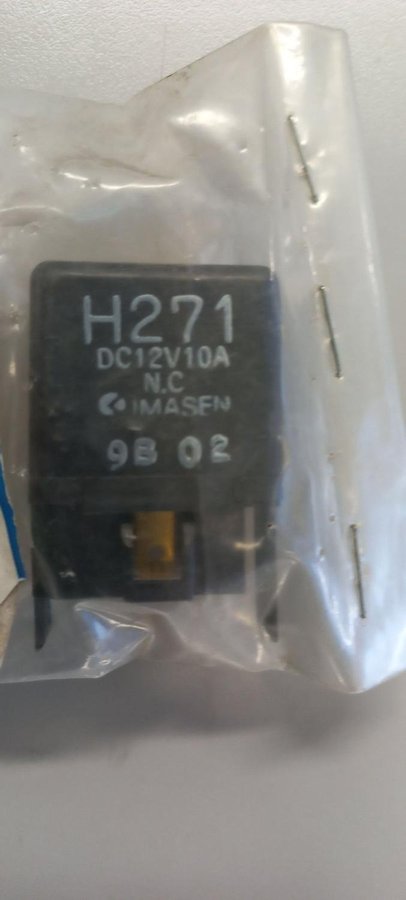 H271
DC12V10A
N.C
IMASEN
9B 02